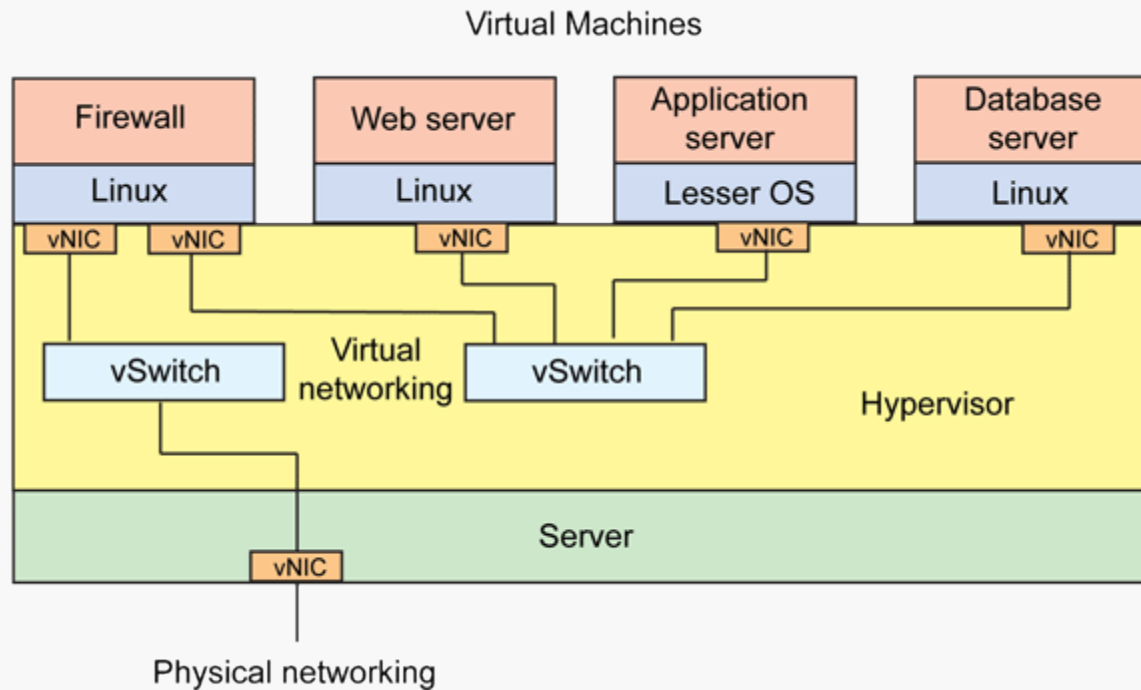 Virtual Machines
Firewall
Web server
Application
server
Database
server
Linux
Linux
Lesser OS
Linux
vNIC
vNIC
vNIC
vNIC
vNIC
vSwitch
Virtual
networking
vSwitch
Hypervisor
Server
vNIC
Physical networking